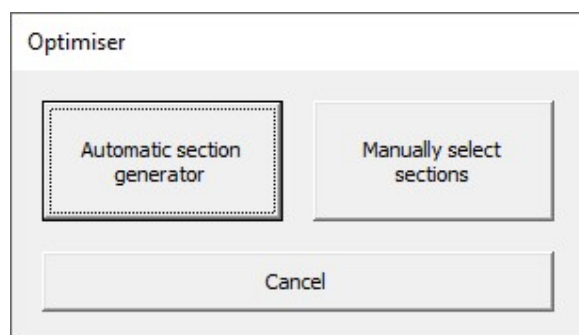 Optimiser
Automatic section
generator
Manually select
sections
Cancel